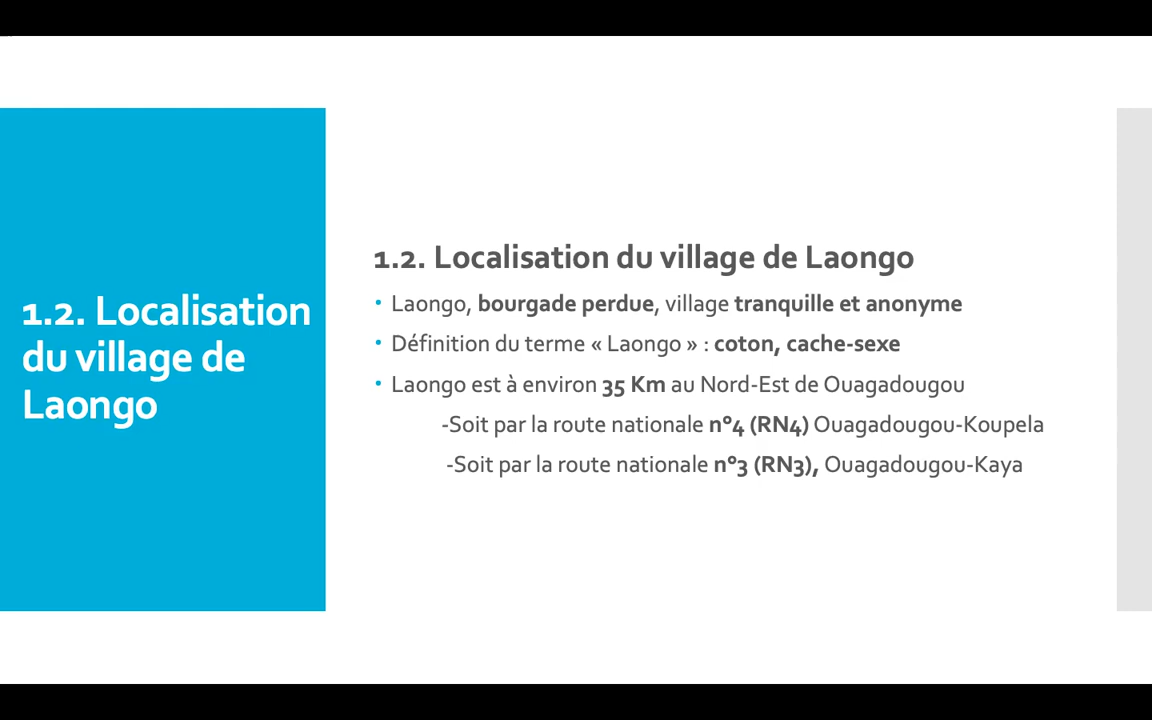 1.2. Localisation
du village de
Laongo
1.2. Localisation du village de Laongo
• Laongo, bourgade perdue, village tranquille et anonyme
• Définition du terme « Laongo » : coton, cache-sexe
• Laongo est à environ 35 Km au Nord-Est de Ouagadougou
-Soit par la route nationale n°4 (RN4) Ouagadougou-Koupela
-Soit par la route nationale n°3 (RN3), Ouagadougou-Kaya